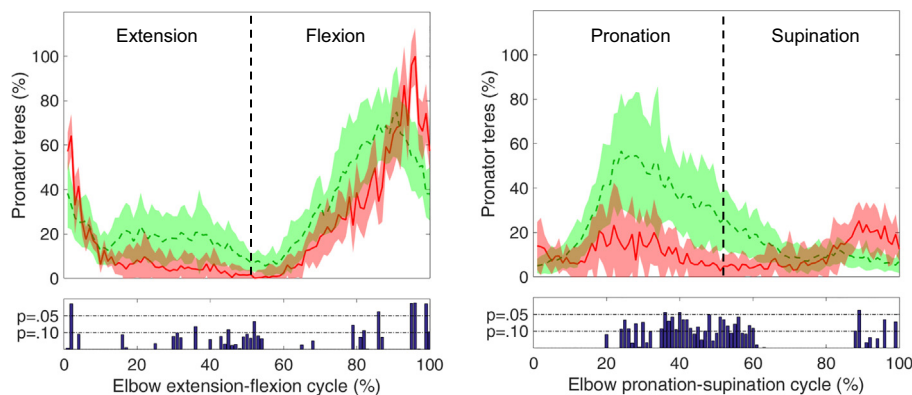 Extension
Flexion
Pronator teres (%)
100
80
60
40
20
0
p=.05
p=.10
0 20 40 60 80 100
Elbow extension-flexion cycle (%)
Pronation
Supination
Pronator teres (%)
100
80
60
40
20
0
p=.05
p=.10
0 20 40 60 80 100
Elbow pronation-supination cycle (%)